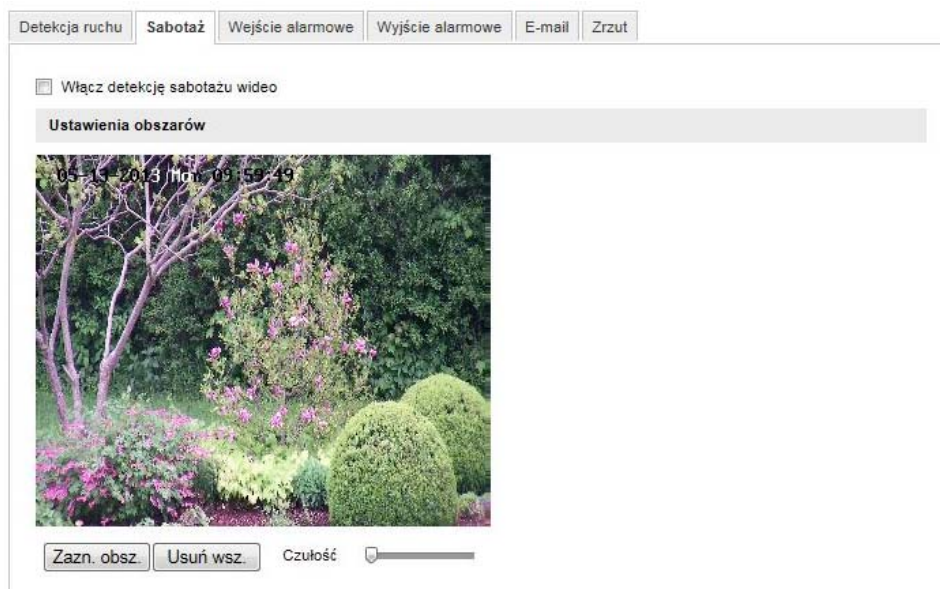 Detekcja ruchu Sabotaż Wejście alarmowe Wyjście alarmowe E-mail Zrzut
Włącz detekcję sabotażu wideo
Ustawienia obszarów
05-13-2013 Mon 09:59:49
Zazn. obsz. Usuń wsz. Czułość